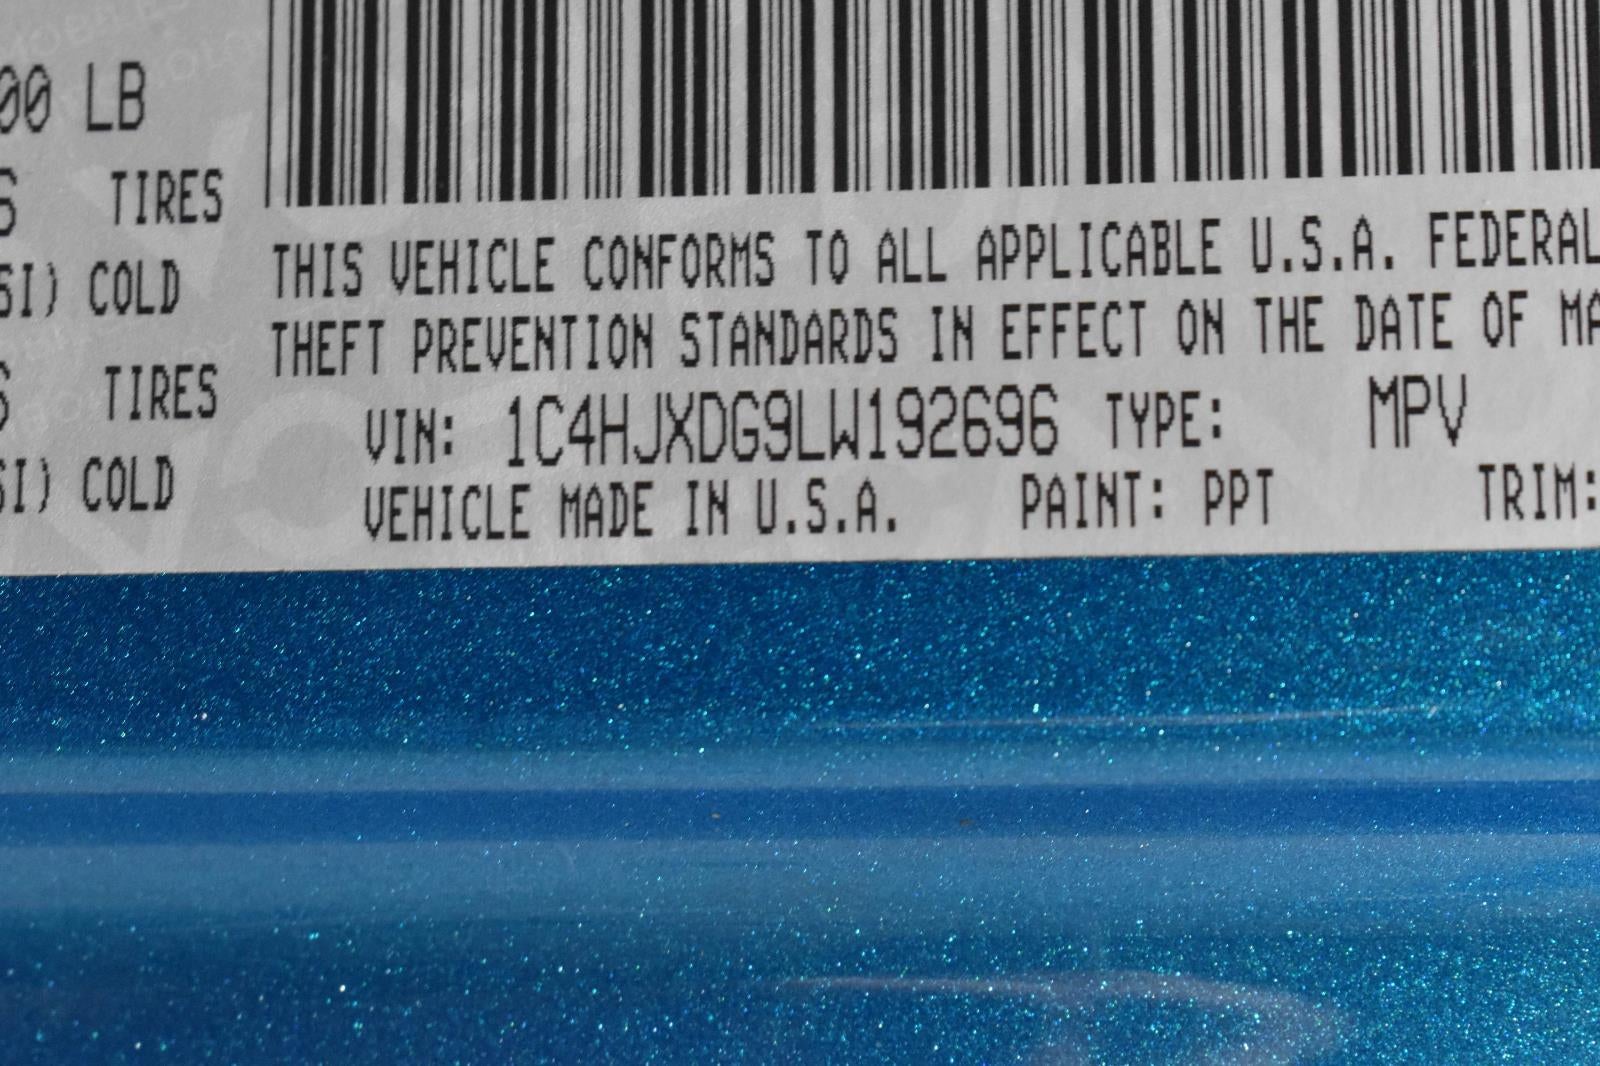 00 LB
TIRES
SI) COLD
TIRES
SI) COLD
THIS VEHICLE CONFORMS TO ALL APPLICABLE U.S.A. FEDERAL
THEFT PREVENTION STANDARDS IN EFFECT ON THE DATE OF MA
VIN: 1C4HJXDG9LW192696 TYPE: MPV
VEHICLE MADE IN U.S.A. PAINT: PPT TRIM: